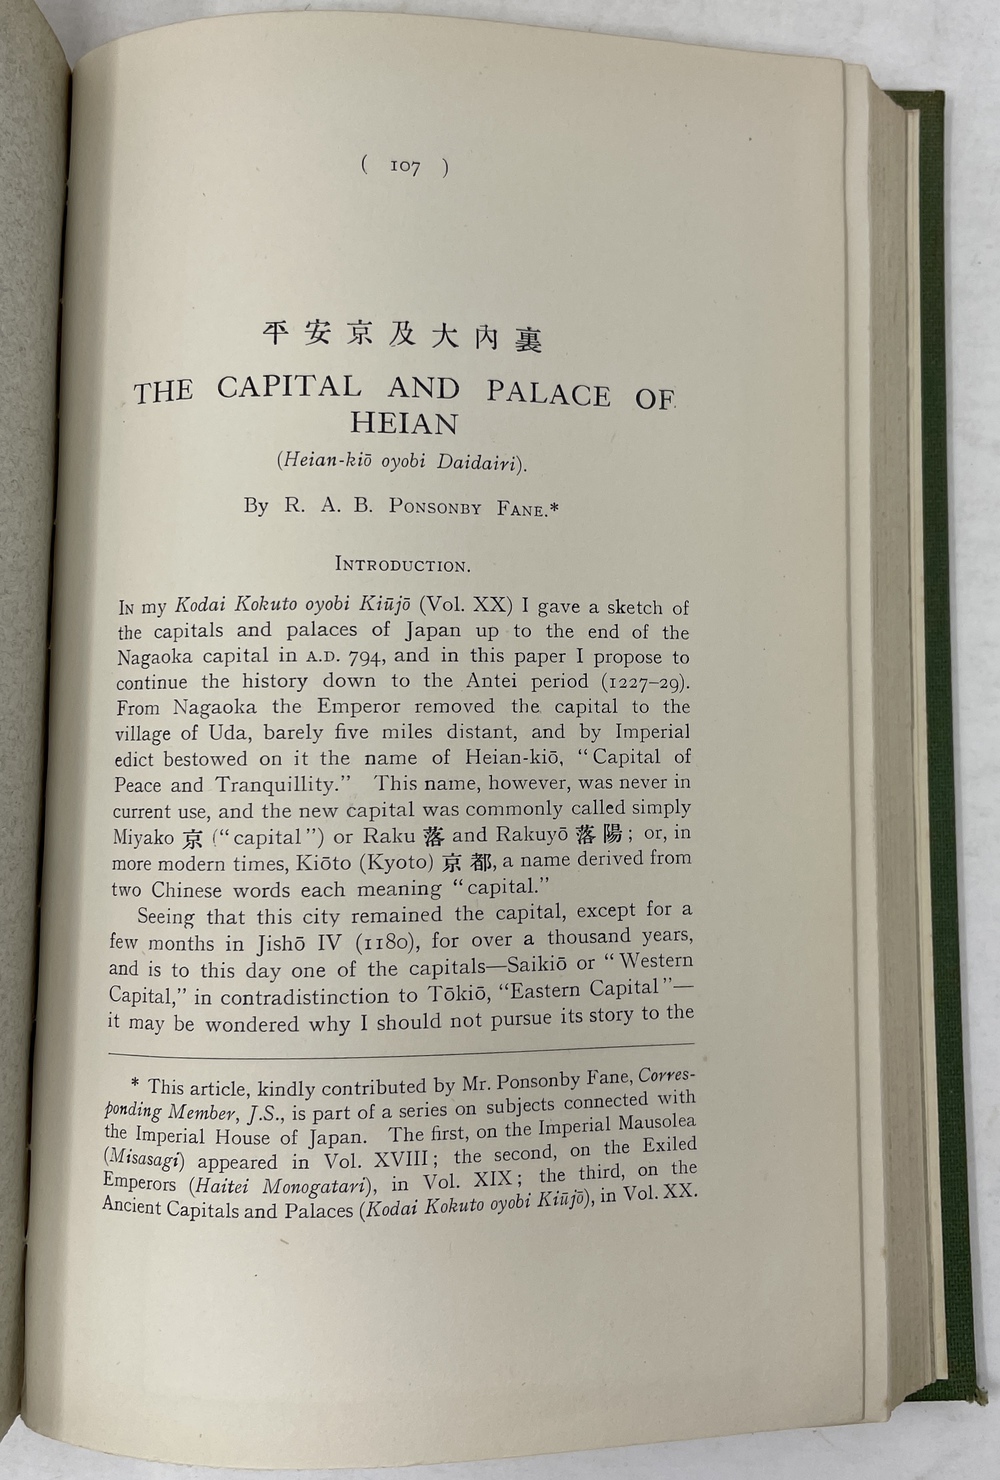 ( 107 )
平安京及大內裏
THE CAPITAL AND PALACE OF
HEIAN
(Heian-kiō oyobi Daidairi).
By R. A. B. PONSONBY FANE.*
INTRODUCTION.
IN my Kodai Kokuto oyobi Kiūjō (Vol. XX) I gave a sketch of
the capitals and palaces of Japan up to the end of the
Nagaoka capital in A.D. 794, and in this paper I propose to
continue the history down to the Antei period (1227–29).
From Nagaoka the Emperor removed the capital to the
village of Uda, barely five miles distant, and by Imperial
edict bestowed on it the name of Heian-kiō, “Capital of
Peace and Tranquillity.” This name, however, was never in
current use, and the new capital was commonly called simply
Miyako 京 (“capital”) or Raku 落 and Rakuyō 落陽; or, in
more modern times, Kiōto (Kyoto) 京都, a name derived from
two Chinese words each meaning “capital.”
Seeing that this city remained the capital, except for a
few months in Jishō IV (1180), for over a thousand years,
and is to this day one of the capitals—Saikiō or “Western
Capital,” in contradistinction to Tōkiō, “Eastern Capital”—
it may be wondered why I should not pursue its story to the
* This article, kindly contributed by Mr. Ponsonby Fane, Corres-
ponding Member, J.S., is part of a series on subjects connected with
the Imperial House of Japan. The first, on the Imperial Mausolea
(Misasagi) appeared in Vol. XVIII; the second, on the Exiled
Emperors (Haitei Monogatari), in Vol. XIX; the third, on the
Ancient Capitals and Palaces (Kodai Kokuto oyobi Kiūjō), in Vol. XX.